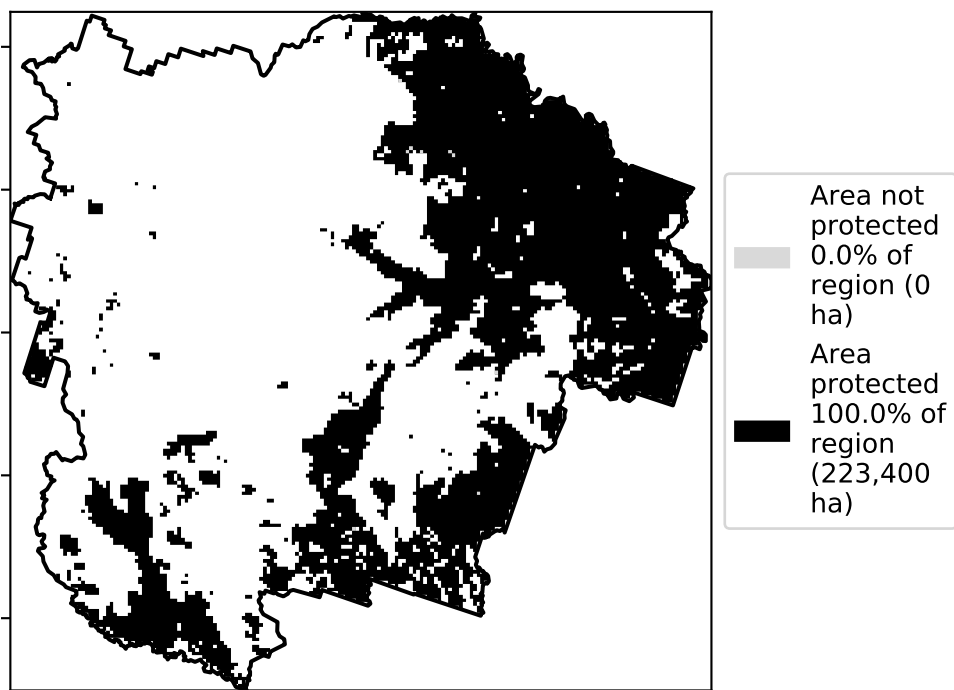 Area not
protected
0.0% of
region (0
ha)
Area
protected
100.0% of
region
(223,400
ha)